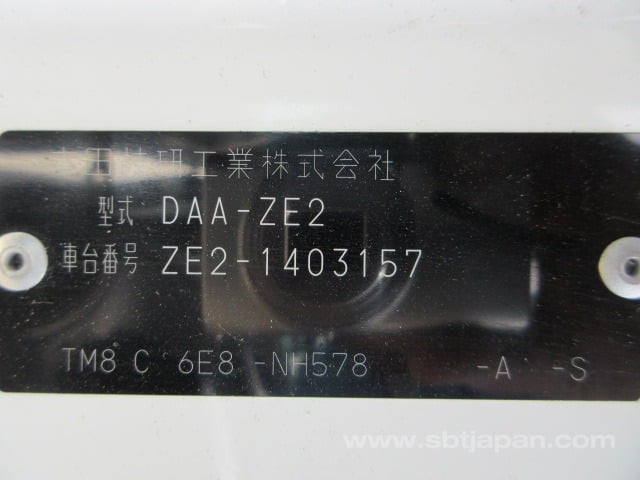 本田技研工業株式会社
型式 DAA-ZE2
車台番号 ZE2-1403157
TM8 C 6E8 -NH578 -A -S
www.sbtjapan.com